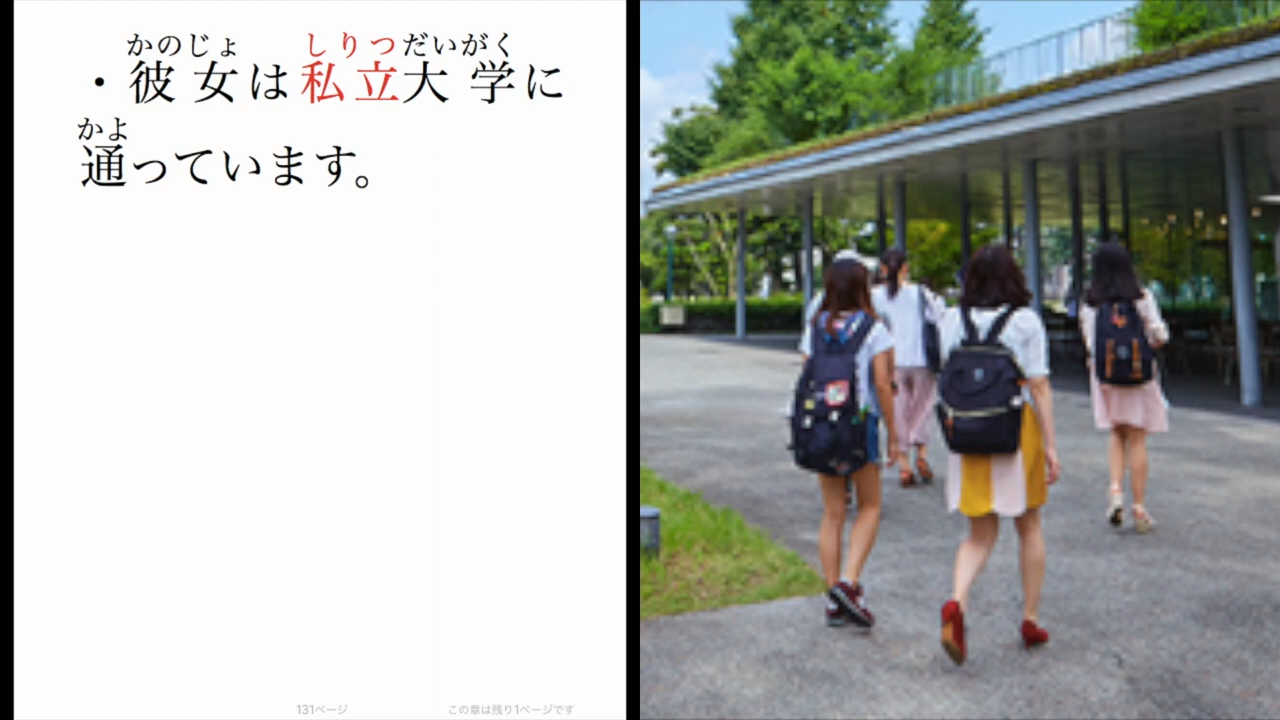 かのじょ しりつだいがく
・彼女は私立大学に
かよ
通っています。
131ページ この章は残り1ページです